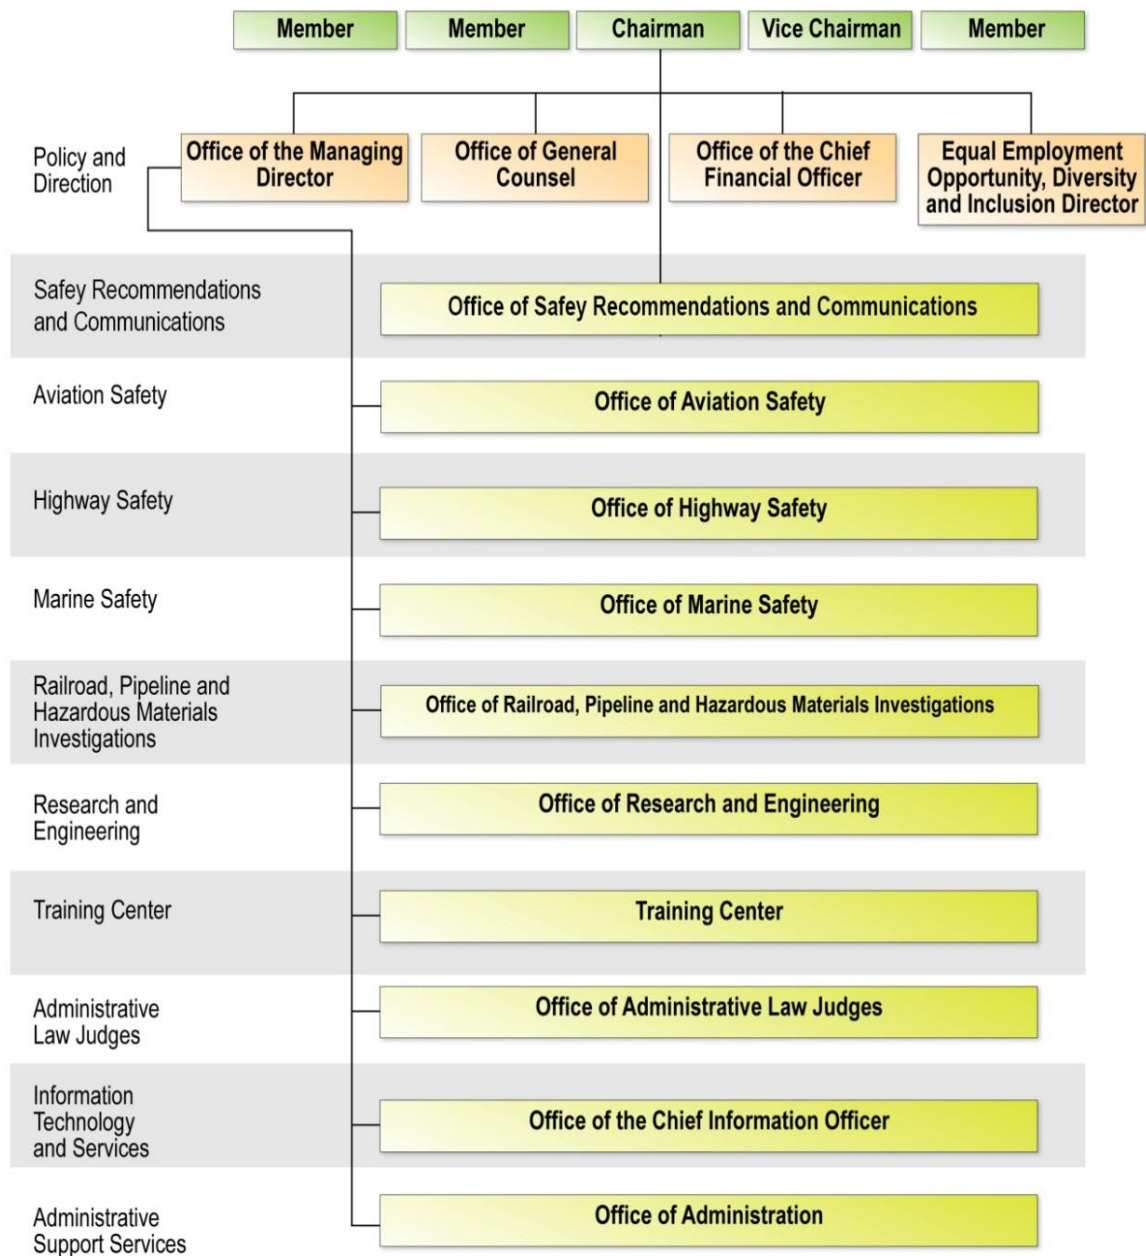 Member
Member
Chairman
Vice Chairman
Member
Policy and
Direction
Office of the Managing
Director
Office of General
Counsel
Office of the Chief
Financial Officer
Equal Employment
Opportunity, Diversity
and Inclusion Director
Safey Recommendations
and Communications
Office of Safey Recommendations and Communications
Aviation Safety
Office of Aviation Safety
Highway Safety
Office of Highway Safety
Marine Safety
Office of Marine Safety
Railroad, Pipeline and
Hazardous Materials
Investigations
Office of Railroad, Pipeline and Hazardous Materials Investigations
Research and
Engineering
Office of Research and Engineering
Training Center
Training Center
Administrative
Law Judges
Office of Administrative Law Judges
Information
Technology
and Services
Office of the Chief Information Officer
Administrative
Support Services
Office of Administration